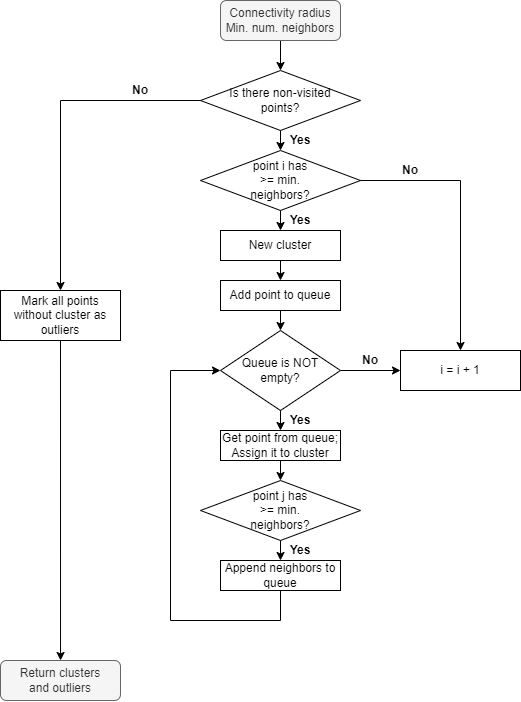 Connectivity radius
Min. num. neighbors
Is there non-visited
points?
No
Yes
point i has
>= min.
neighbors?
No
Yes
New cluster
Add point to queue
Mark all points
without cluster as
outliers
Queue is NOT
empty?
No
i = i + 1
Yes
Get point from queue;
Assign it to cluster
point j has
>= min.
neighbors?
Yes
Append neighbors to
queue
Return clusters
and outliers